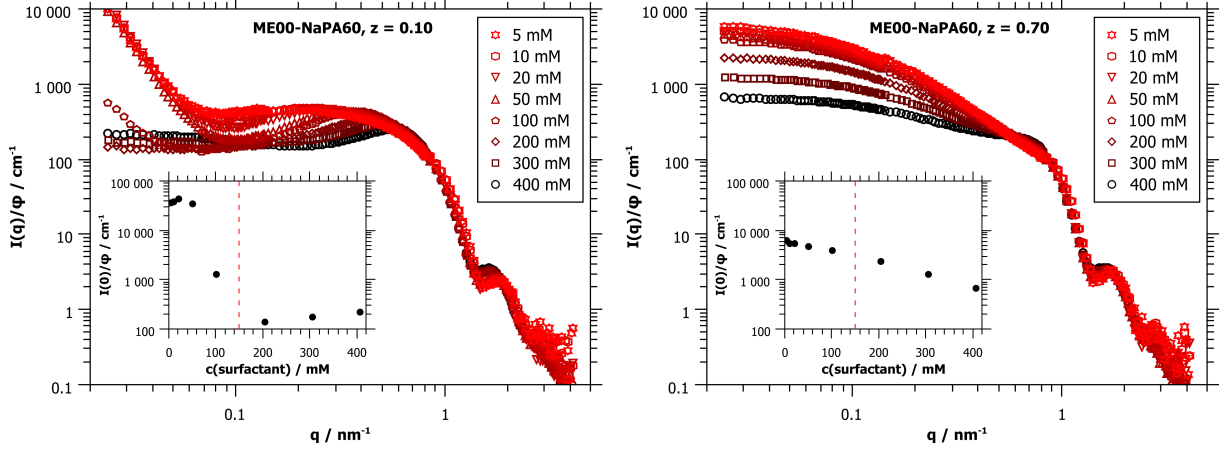 ME00-NaPA60, z = 0.10
10 000
1 000
100
10
1
0.1
I(q)/φ / cm⁻¹
5 mM
10 mM
20 mM
50 mM
100 mM
200 mM
300 mM
400 mM
100 000
10 000
1 000
100
I(0)/φ / cm⁻¹
0
100
200
300
400
c(surfactant) / mM
0.1
1
q / nm⁻¹
ME00-NaPA60, z = 0.70
10 000
1 000
100
10
1
0.1
I(q)/φ / cm⁻¹
5 mM
10 mM
20 mM
50 mM
100 mM
200 mM
300 mM
400 mM
100 000
10 000
1 000
100
I(0)/φ / cm⁻¹
0
100
200
300
400
c(surfactant) / mM
0.1
1
q / nm⁻¹